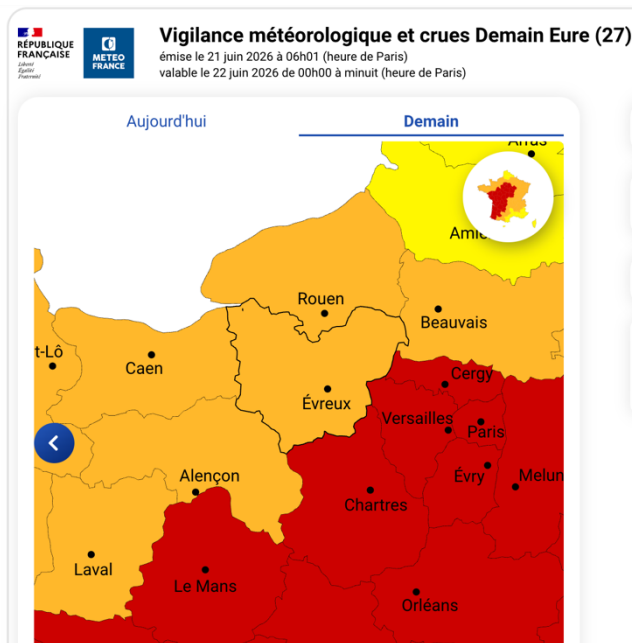 Vigilance météorologique et crues Demain Eure (27)
émise le 21 juin 2026 à 06h01 (heure de Paris)
valable le 22 juin 2026 de 00h00 à minuit (heure de Paris)
RÉPUBLIQUE
FRANÇAISE
Liberté
Égalité
Fraternité
METEO
FRANCE
Aujourd'hui
Demain
Arras
Amie
Rouen
Beauvais
t-Lô
Caen
Évreux
Cergy
Versailles
Paris
Alençon
Évry
Melun
Chartres
Laval
Le Mans
Orléans